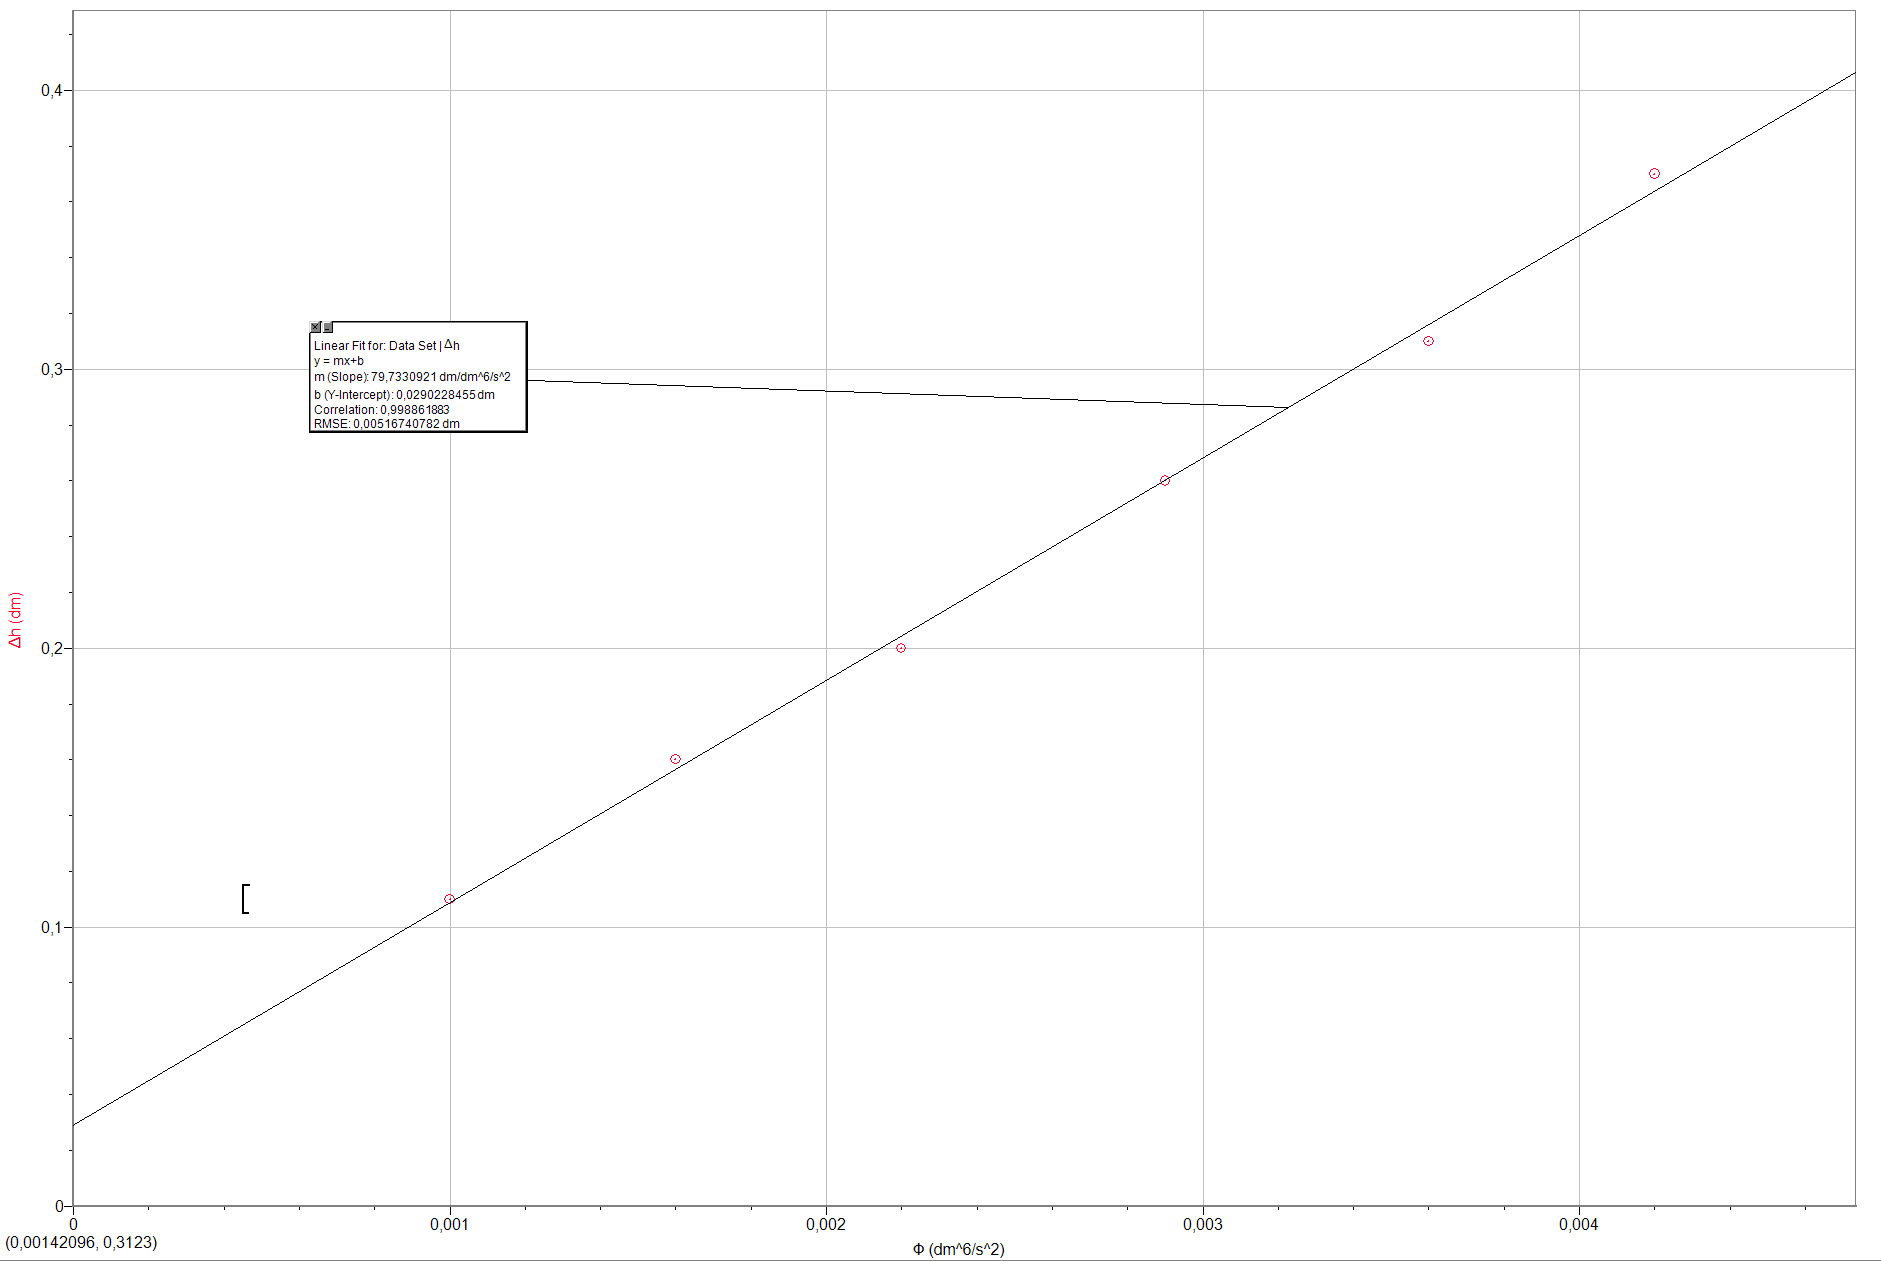 0,4
0,3
Linear Fit for: Data Set | Δh
y = mx+b
m (Slope): 79,7330921 dm/dm^6/s^2
b (Y-Intercept): 0,0290228455 dm
Correlation: 0,998861883
RMSE: 0,00516740782 dm
Δh (dm)
0,2
0,1
0
0 0,001 0,002 0,003 0,004
(0,00142096, 0,3123)
Φ (dm^6/s^2)